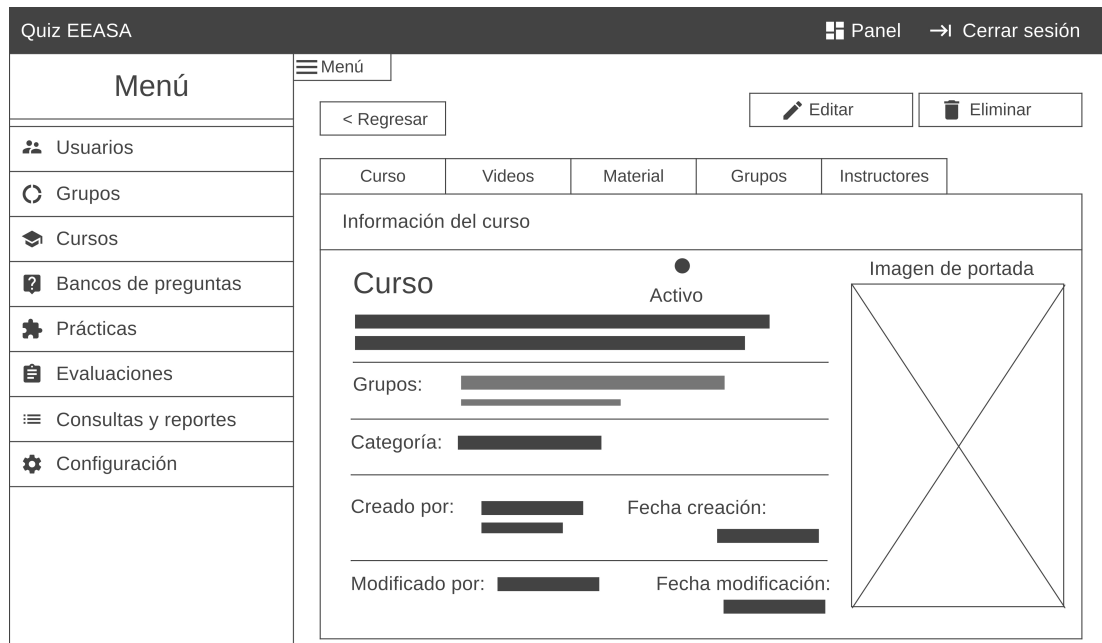 Quiz EEASA
Panel
Cerrar sesión
Menú
Usuarios
Grupos
Cursos
Bancos de preguntas
Prácticas
Evaluaciones
Consultas y reportes
Configuración
Menú
< Regresar
Editar
Eliminar
Curso
Videos
Material
Grupos
Instructores
Información del curso
Curso
Activo
Imagen de portada
Grupos:
Categoría:
Creado por:
Fecha creación:
Modificado por:
Fecha modificación: